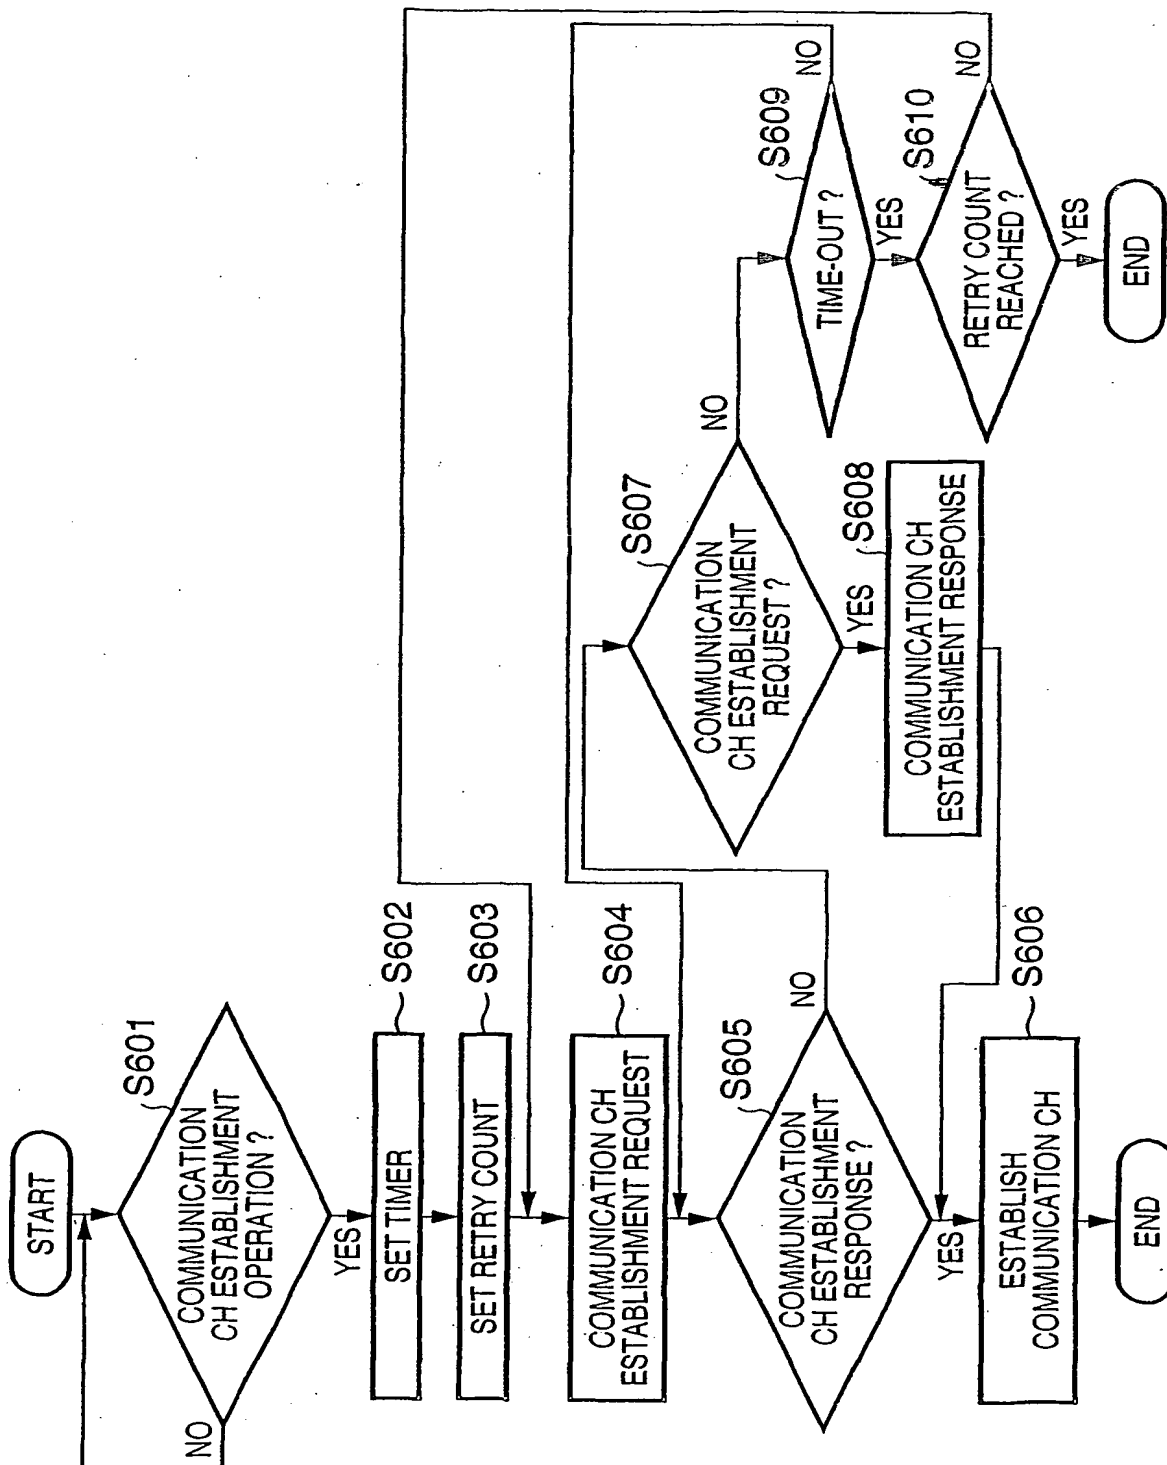 START
COMMUNICATION
CH ESTABLISHMENT
OPERATION ?
S601
NO
YES
SET TIMER
S602
SET RETRY COUNT
S603
COMMUNICATION CH
ESTABLISHMENT REQUEST
S604
COMMUNICATION
CH ESTABLISHMENT
RESPONSE ?
S605
NO
YES
ESTABLISH
COMMUNICATION CH
S606
END
COMMUNICATION
CH ESTABLISHMENT
REQUEST ?
S607
NO
YES
COMMUNICATION CH
ESTABLISHMENT RESPONSE
S608
TIME-OUT ?
S609
NO
YES
RETRY COUNT
REACHED ?
S610
NO
YES
END